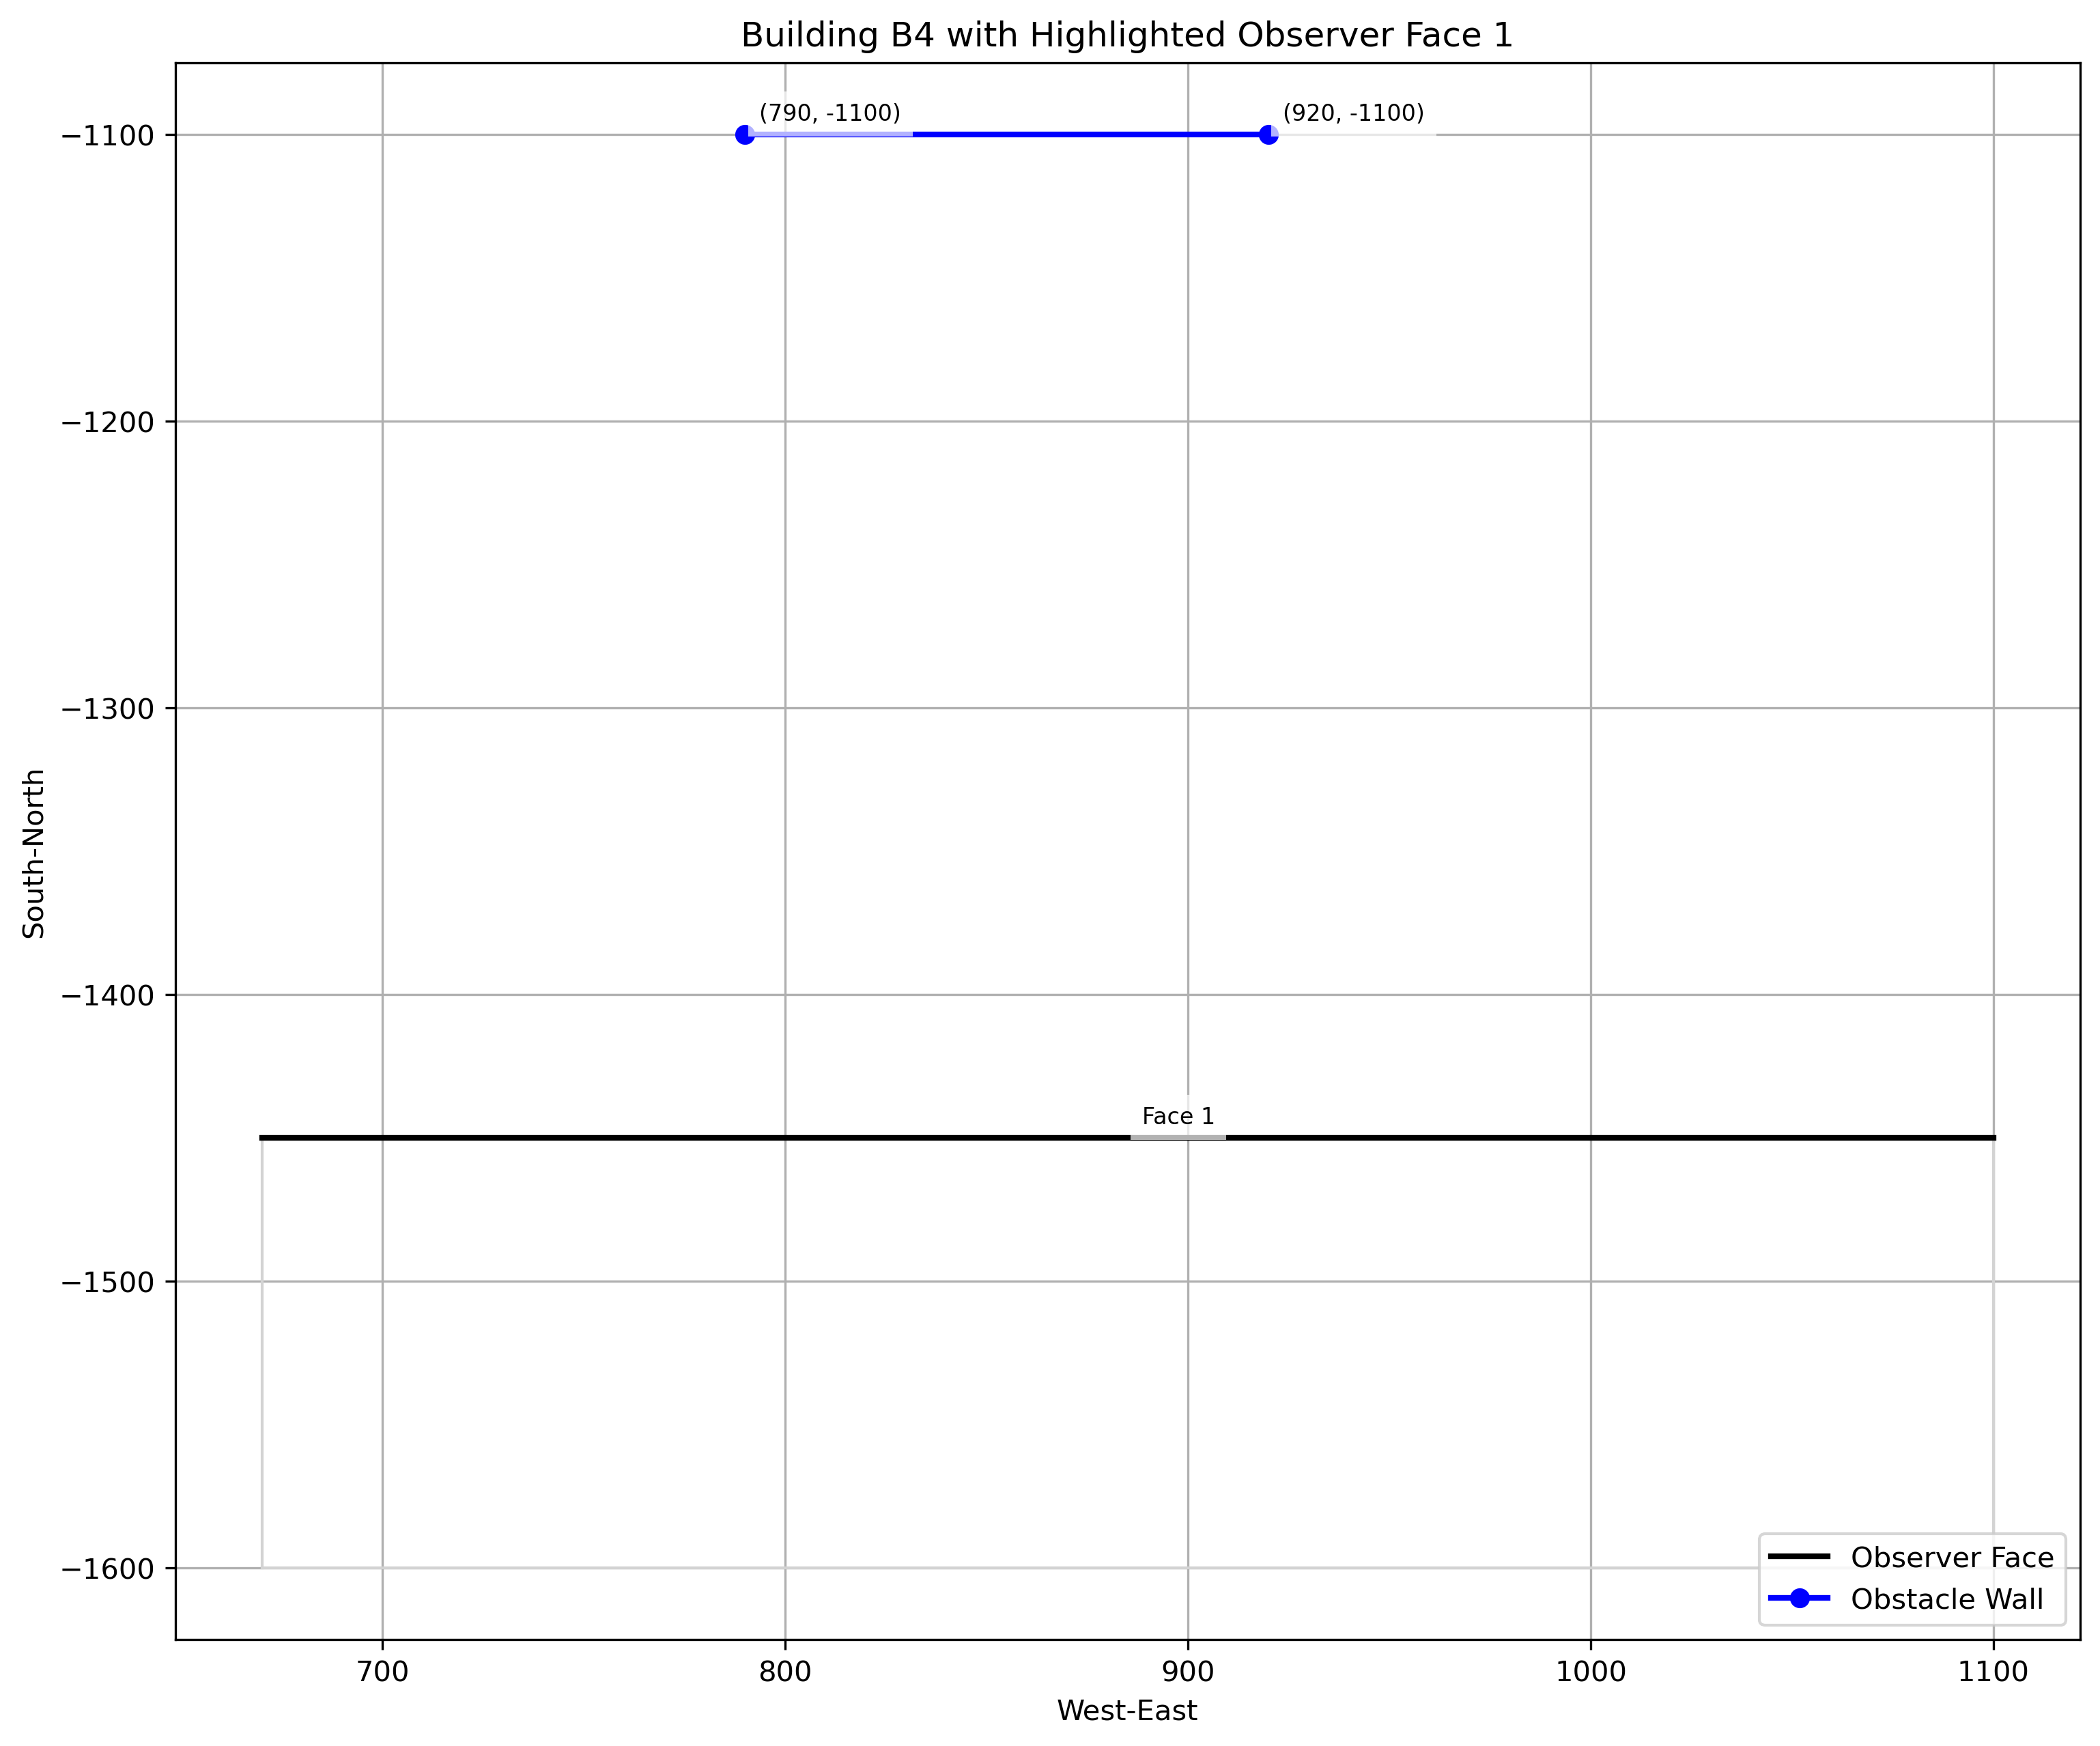 Building B4 with Highlighted Observer Face 1
(790, -1100)
(920, -1100)
−1100
−1200
−1300
−1400
−1500
−1600
South-North
Face 1
Observer Face
Obstacle Wall
700
800
900
1000
1100
West-East